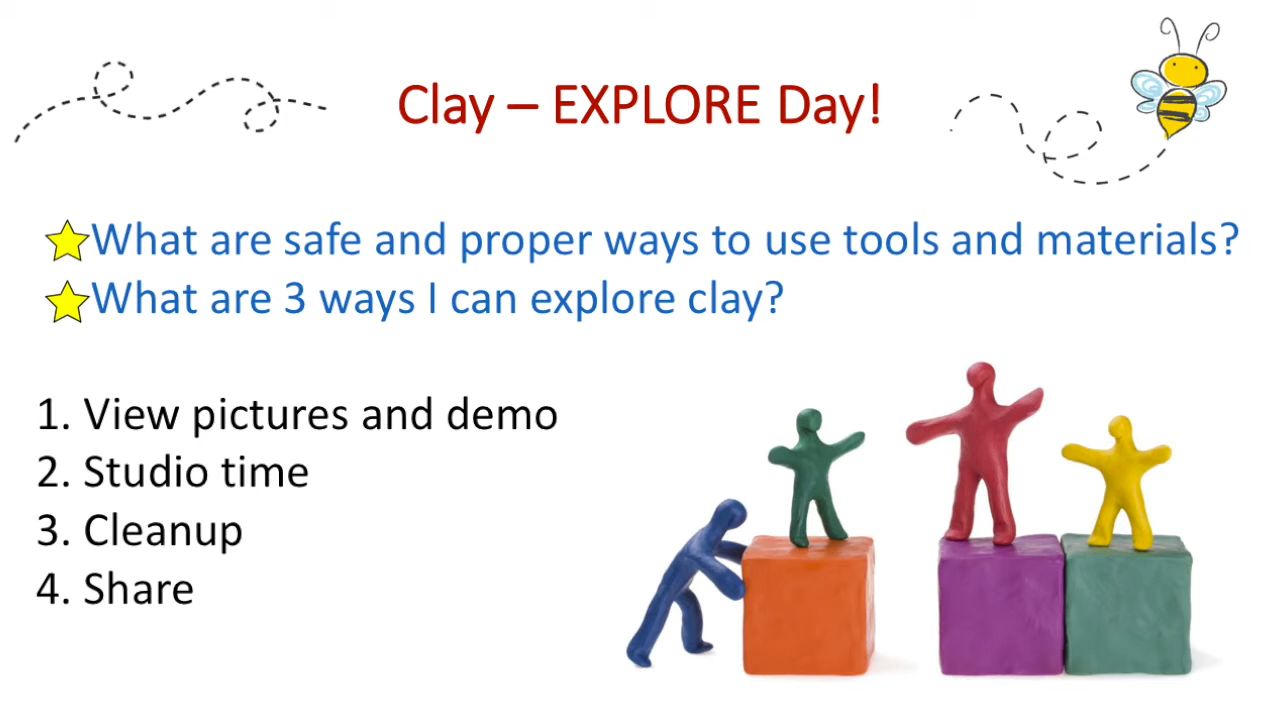 Clay – EXPLORE Day!
What are safe and proper ways to use tools and materials?
What are 3 ways I can explore clay?
1. View pictures and demo
2. Studio time
3. Cleanup
4. Share